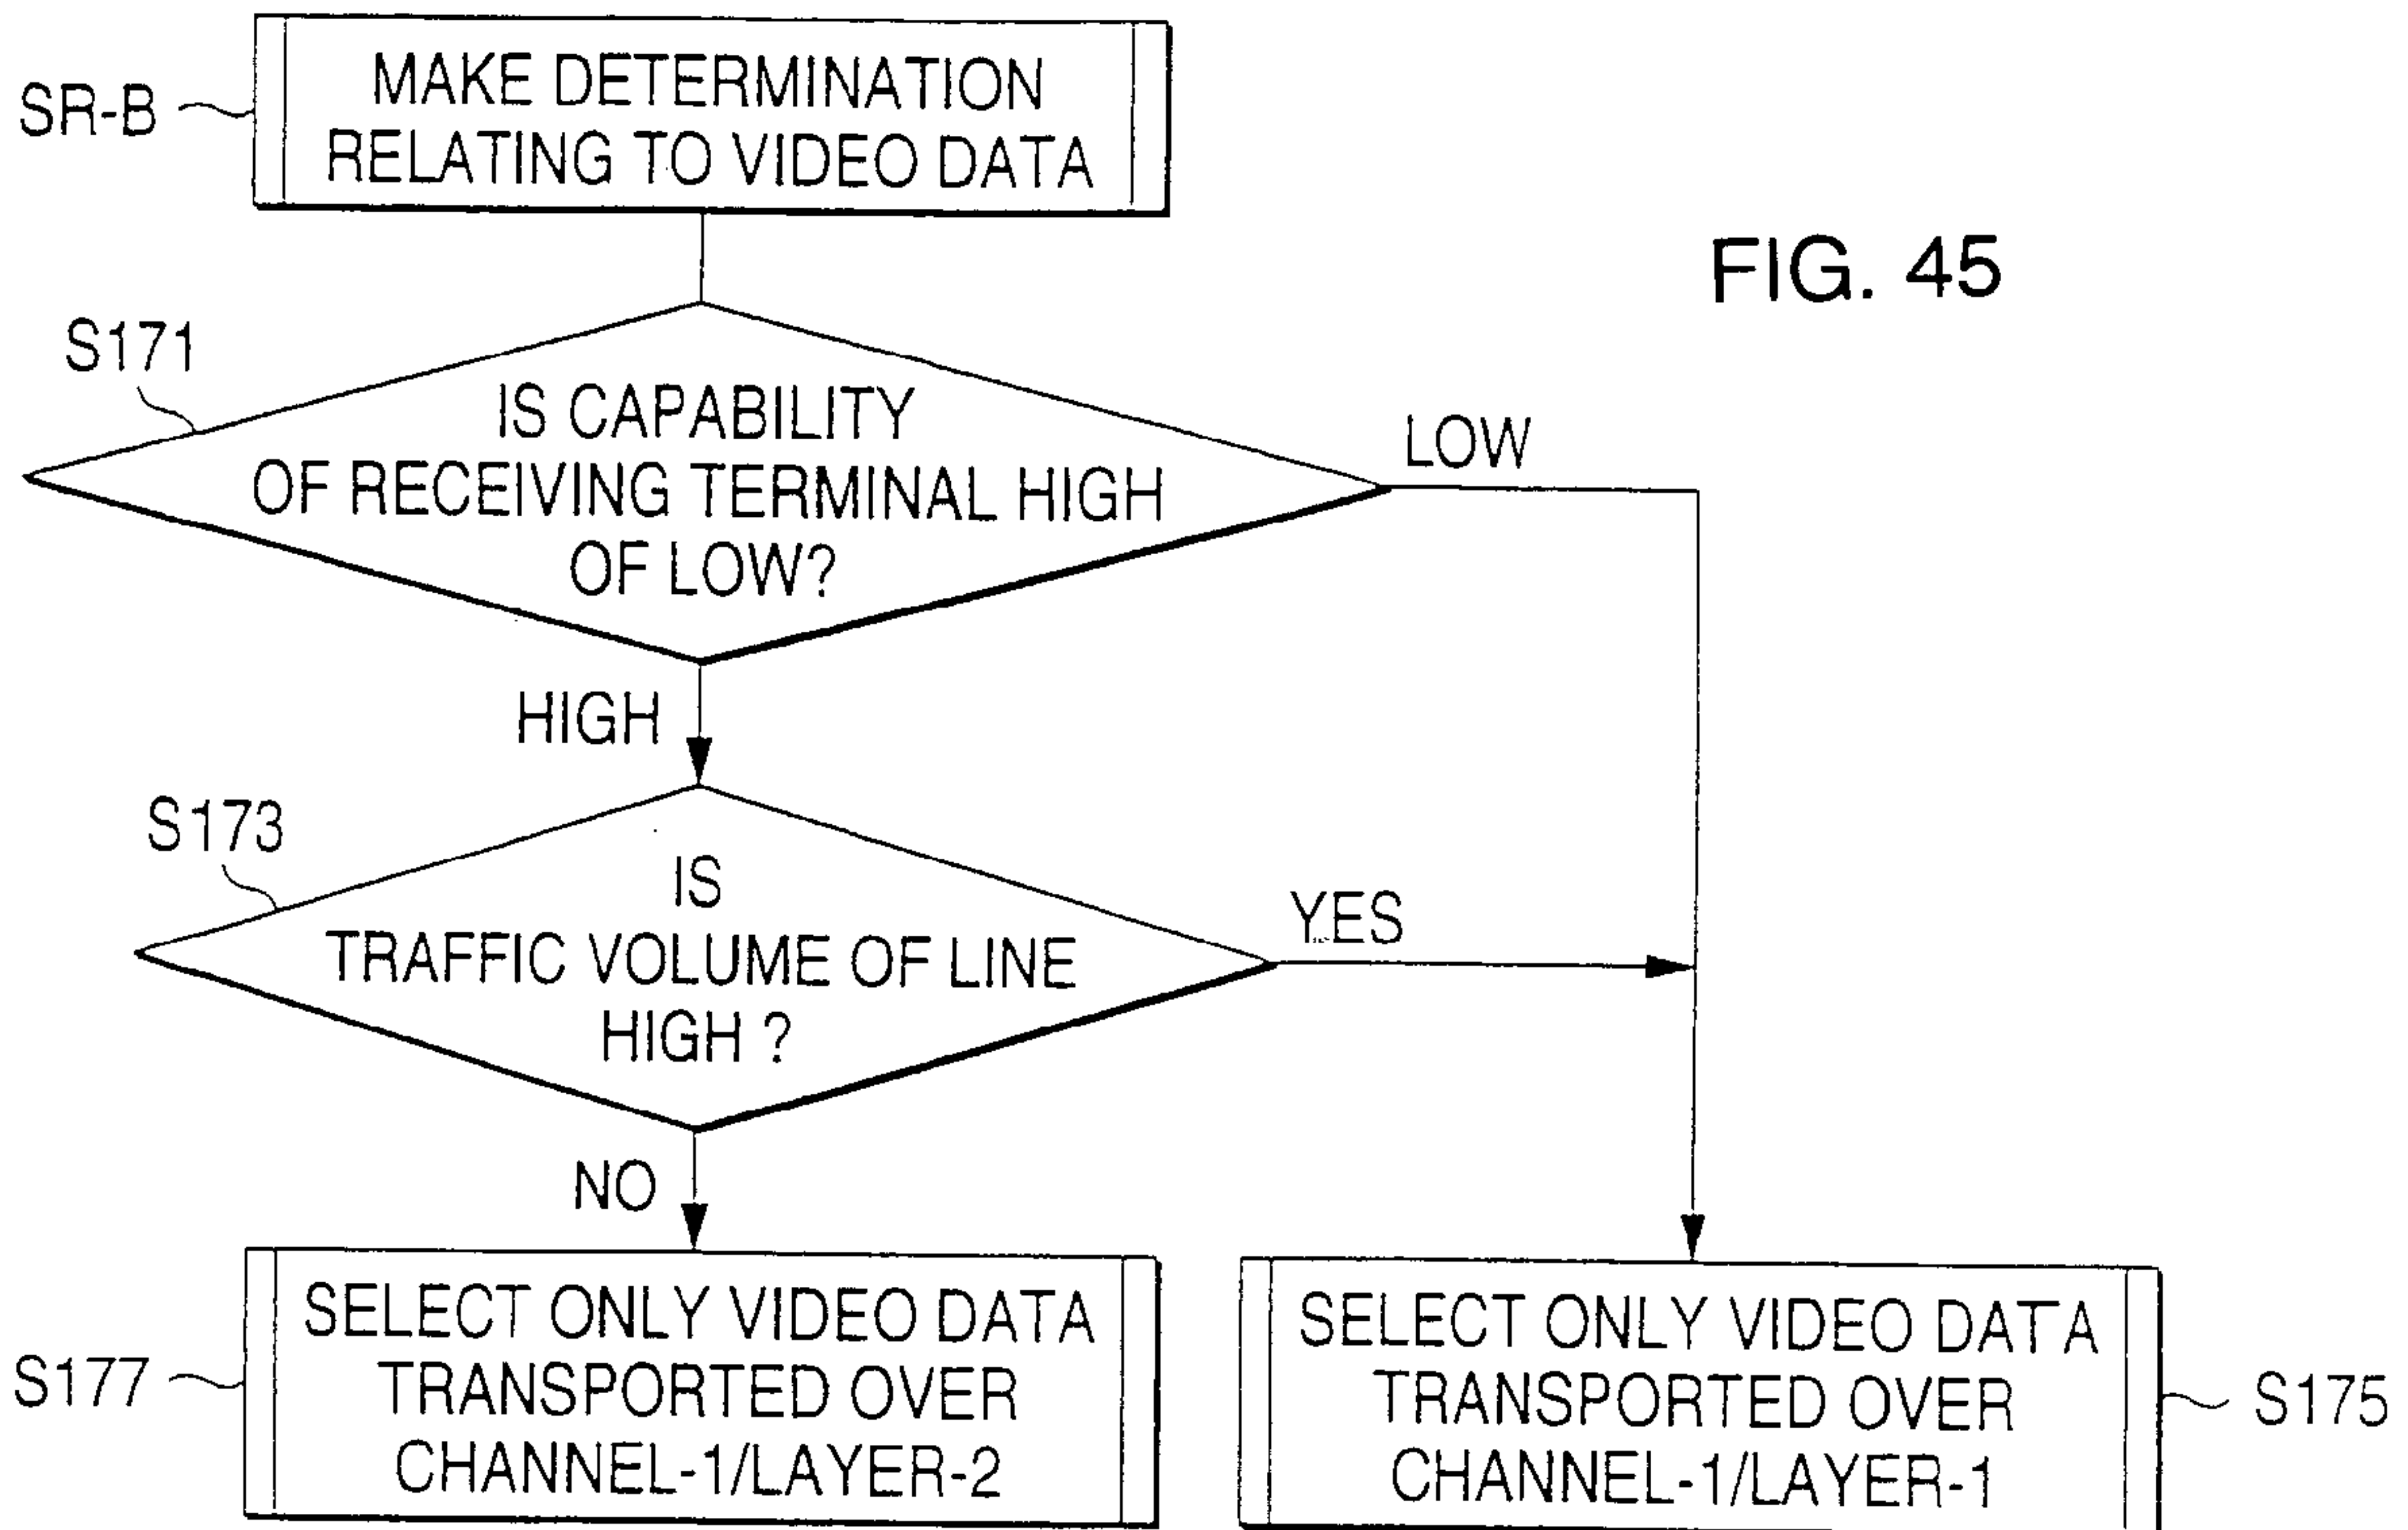 SR-B
MAKE DETERMINATION
RELATING TO VIDEO DATA
FIG. 45
S171
IS CAPABILITY
OF RECEIVING TERMINAL HIGH
OF LOW?
LOW
HIGH
S173
IS
TRAFFIC VOLUME OF LINE
HIGH ?
YES
NO
S177
SELECT ONLY VIDEO DATA
TRANSPORTED OVER
CHANNEL-1/LAYER-2
SELECT ONLY VIDEO DATA
TRANSPORTED OVER
CHANNEL-1/LAYER-1
S175